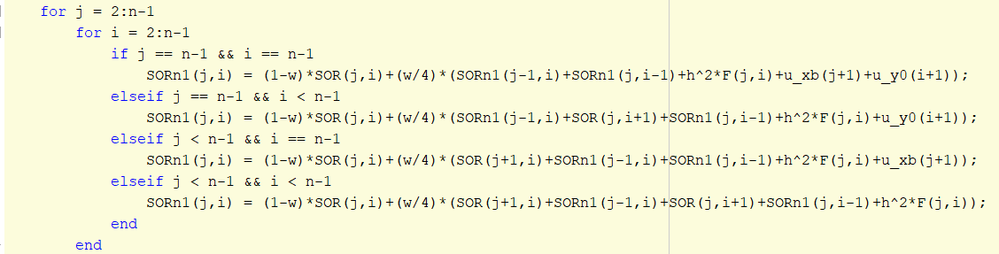 for j = 2:n-1
for i = 2:n-1
if j == n-1 && i == n-1
SORn1(j,i) = (1-w)*SOR(j,i)+(w/4)*(SORn1(j-1,i)+SORn1(j,i-1)+h^2*F(j,i)+u_xb(j+1)+u_y0(i+1));
elseif j == n-1 && i < n-1
SORn1(j,i) = (1-w)*SOR(j,i)+(w/4)*(SORn1(j-1,i)+SOR(j,i+1)+SORn1(j,i-1)+h^2*F(j,i)+u_y0(i+1));
elseif j < n-1 && i == n-1
SORn1(j,i) = (1-w)*SOR(j,i)+(w/4)*(SOR(j+1,i)+SORn1(j-1,i)+SORn1(j,i-1)+h^2*F(j,i)+u_xb(j+1));
elseif j < n-1 && i < n-1
SORn1(j,i) = (1-w)*SOR(j,i)+(w/4)*(SOR(j+1,i)+SORn1(j-1,i)+SOR(j,i+1)+SORn1(j,i-1)+h^2*F(j,i));
end
end